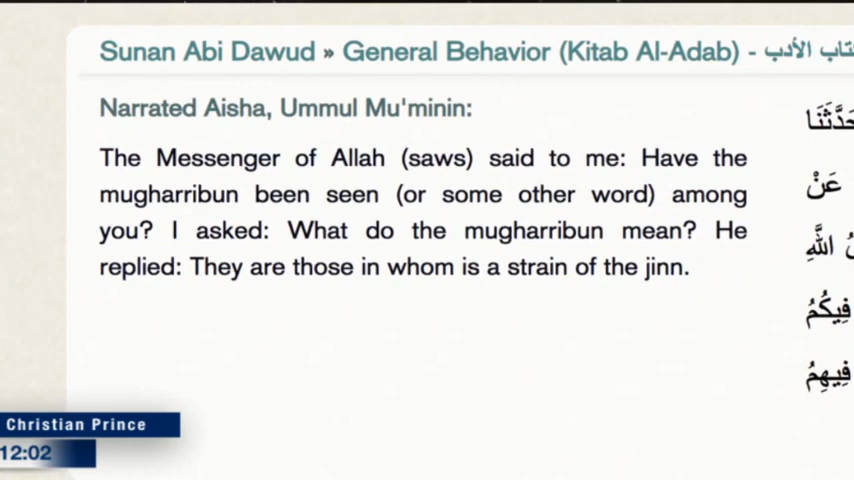 Sunan Abi Dawud » General Behavior (Kitab Al-Adab) - تاب الأدب
Narrated Aisha, Ummul Mu'minin:
حَدَّثَنَا
The Messenger of Allah (saws) said to me: Have the
mugharribun been seen (or some other word) among
عَنْ
you? I asked: What do the mugharribun mean? He
اللَّهِ
replied: They are those in whom is a strain of the jinn.
فِيكُمُ
فِيهِمُ
Christian Prince
12:02